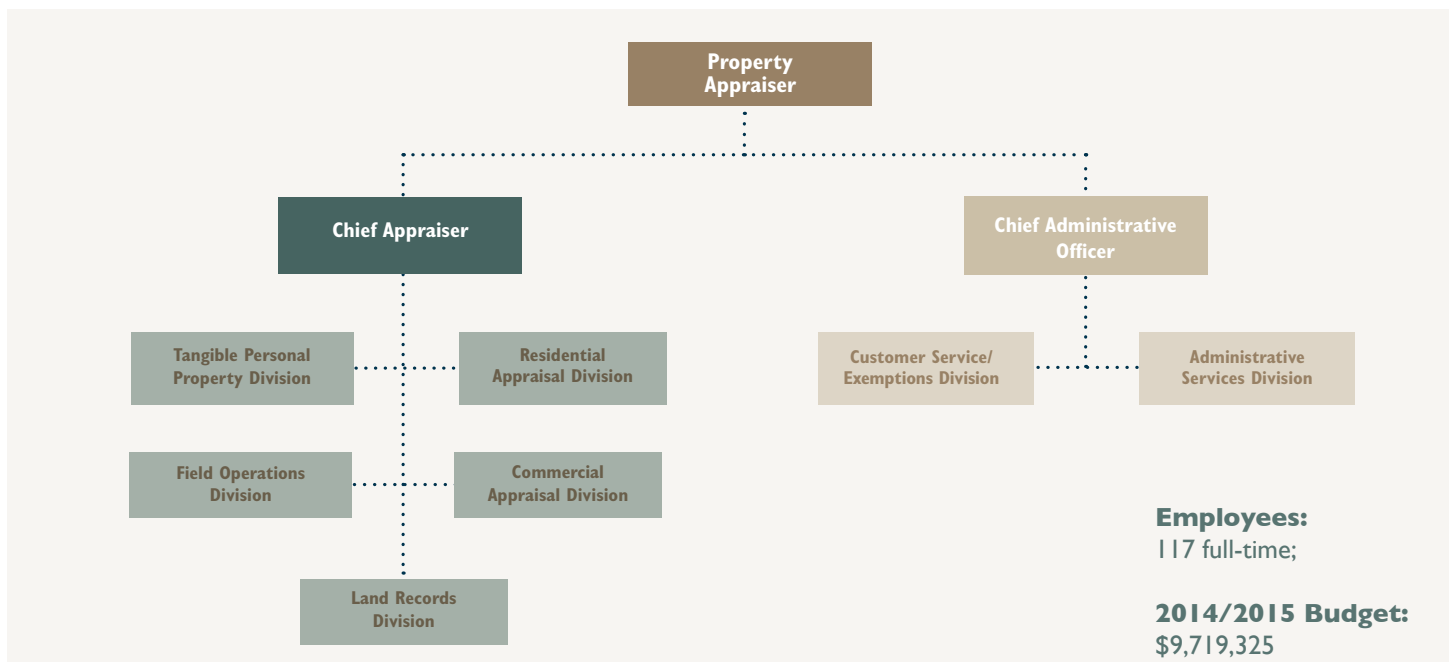 Property
Appraiser
Chief Appraiser
Chief Administrative
Officer
Tangible Personal
Property Division
Residential
Appraisal Division
Customer Service/
Exemptions Division
Administrative
Services Division
Field Operations
Division
Commercial
Appraisal Division
Land Records
Division
Employees:
117 full-time;
2014/2015 Budget:
$9,719,325